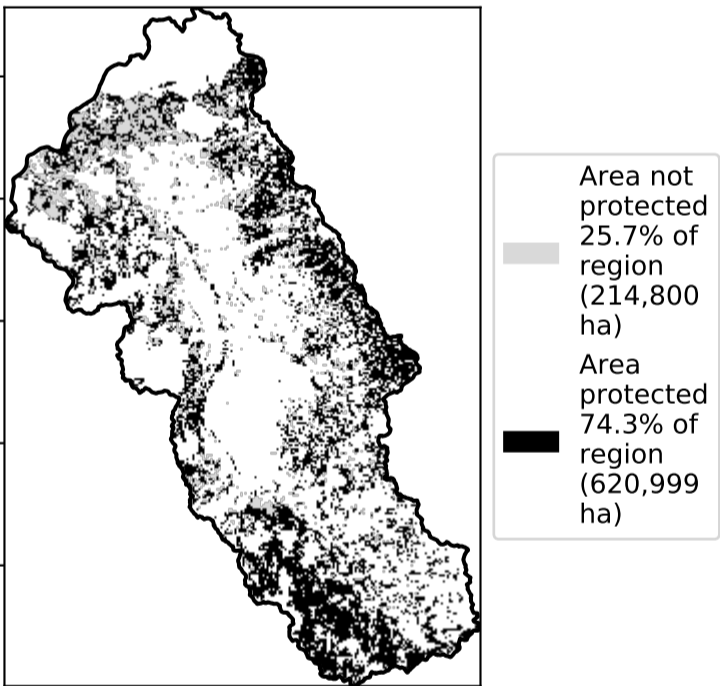 Area not
protected
25.7% of
region
(214,800
ha)
Area
protected
74.3% of
region
(620,999
ha)